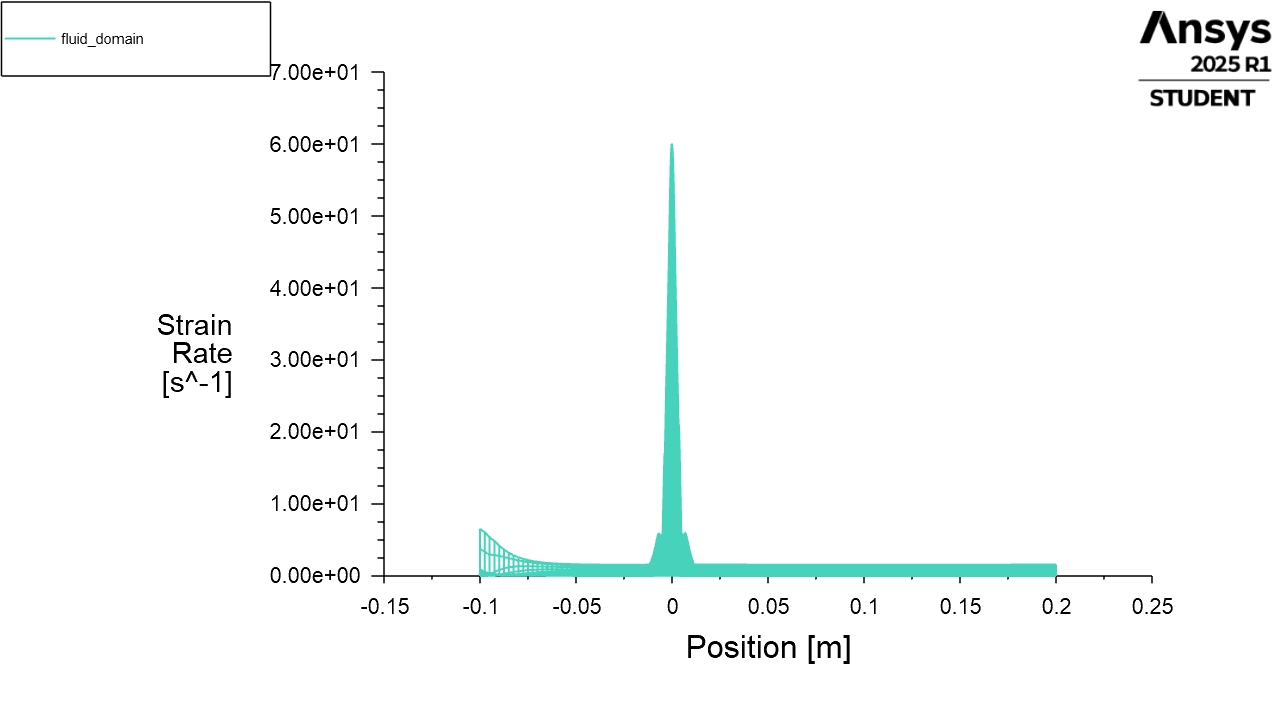 fluid_domain
Ansys
2025 R1
STUDENT
7.00e+01
6.00e+01
5.00e+01
4.00e+01
3.00e+01
2.00e+01
1.00e+01
0.00e+00
Strain
Rate
[s^-1]
-0.15 -0.1 -0.05 0 0.05 0.1 0.15 0.2 0.25
Position [m]